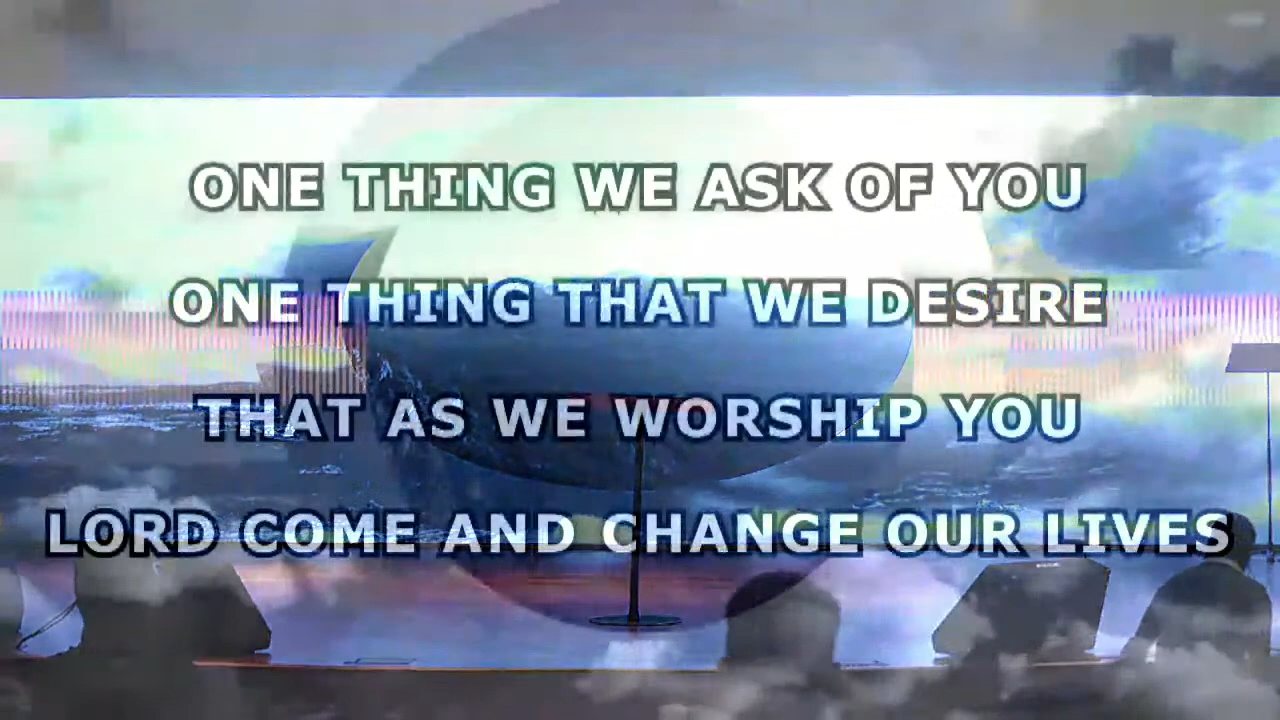 ONE THING WE ASK OF YOU
ONE THING THAT WE DESIRE
THAT AS WE WORSHIP YOU
LORD COME AND CHANGE OUR LIVES